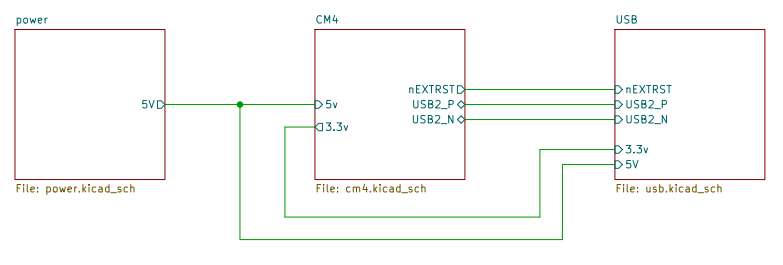 power
CM4
USB
5V
nEXTRST
USB2_P
USB2_N
5v
3.3v
nEXTRST
USB2_P
USB2_N
3.3v
5V
File: power.kicad_sch
File: cm4.kicad_sch
File: usb.kicad_sch